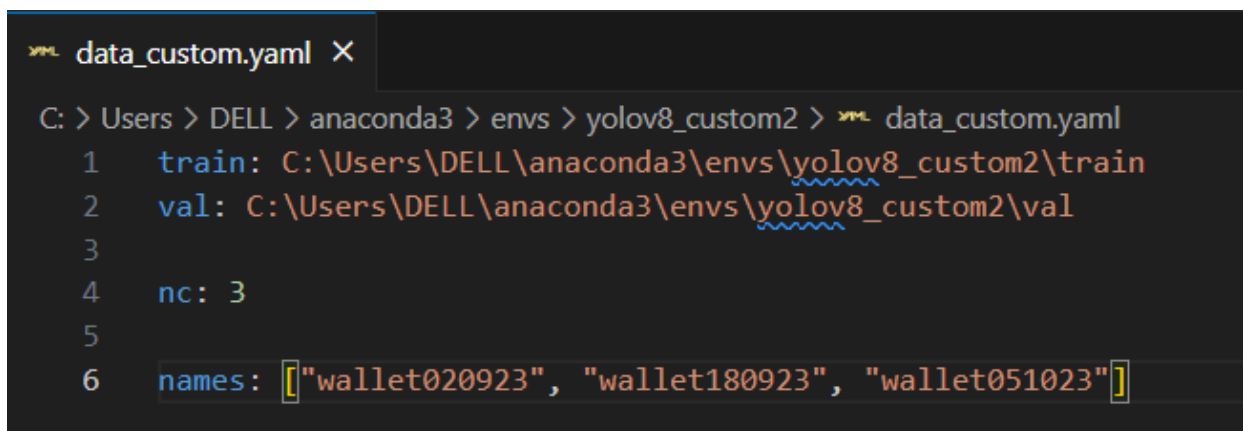 data_custom.yaml
C: > Users > DELL > anaconda3 > envs > yolov8_custom2 > data_custom.yaml
1 train: C:\Users\DELL\anaconda3\envs\yolov8_custom2\train
2 val: C:\Users\DELL\anaconda3\envs\yolov8_custom2\val
3
4 nc: 3
5
6 names: ["wallet020923", "wallet180923", "wallet051023"]